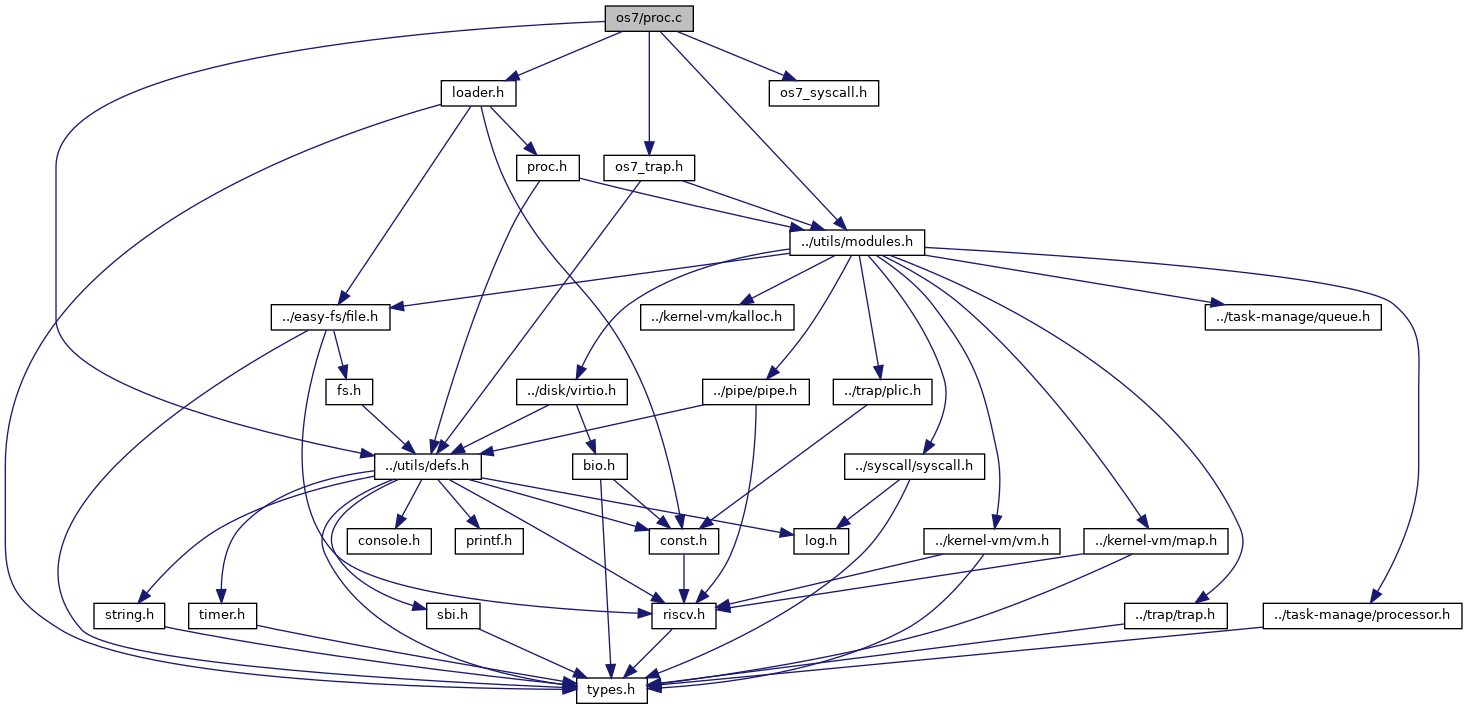 os7/proc.c
loader.h
os7_syscall.h
proc.h
os7_trap.h
../utils/modules.h
../easy-fs/file.h
../kernel-vm/kalloc.h
../task-manage/queue.h
fs.h
../disk/virtio.h
../pipe/pipe.h
../trap/plic.h
../utils/defs.h
bio.h
../syscall/syscall.h
console.h
printf.h
const.h
log.h
../kernel-vm/vm.h
../kernel-vm/map.h
string.h
timer.h
sbi.h
riscv.h
../trap/trap.h
../task-manage/processor.h
types.h